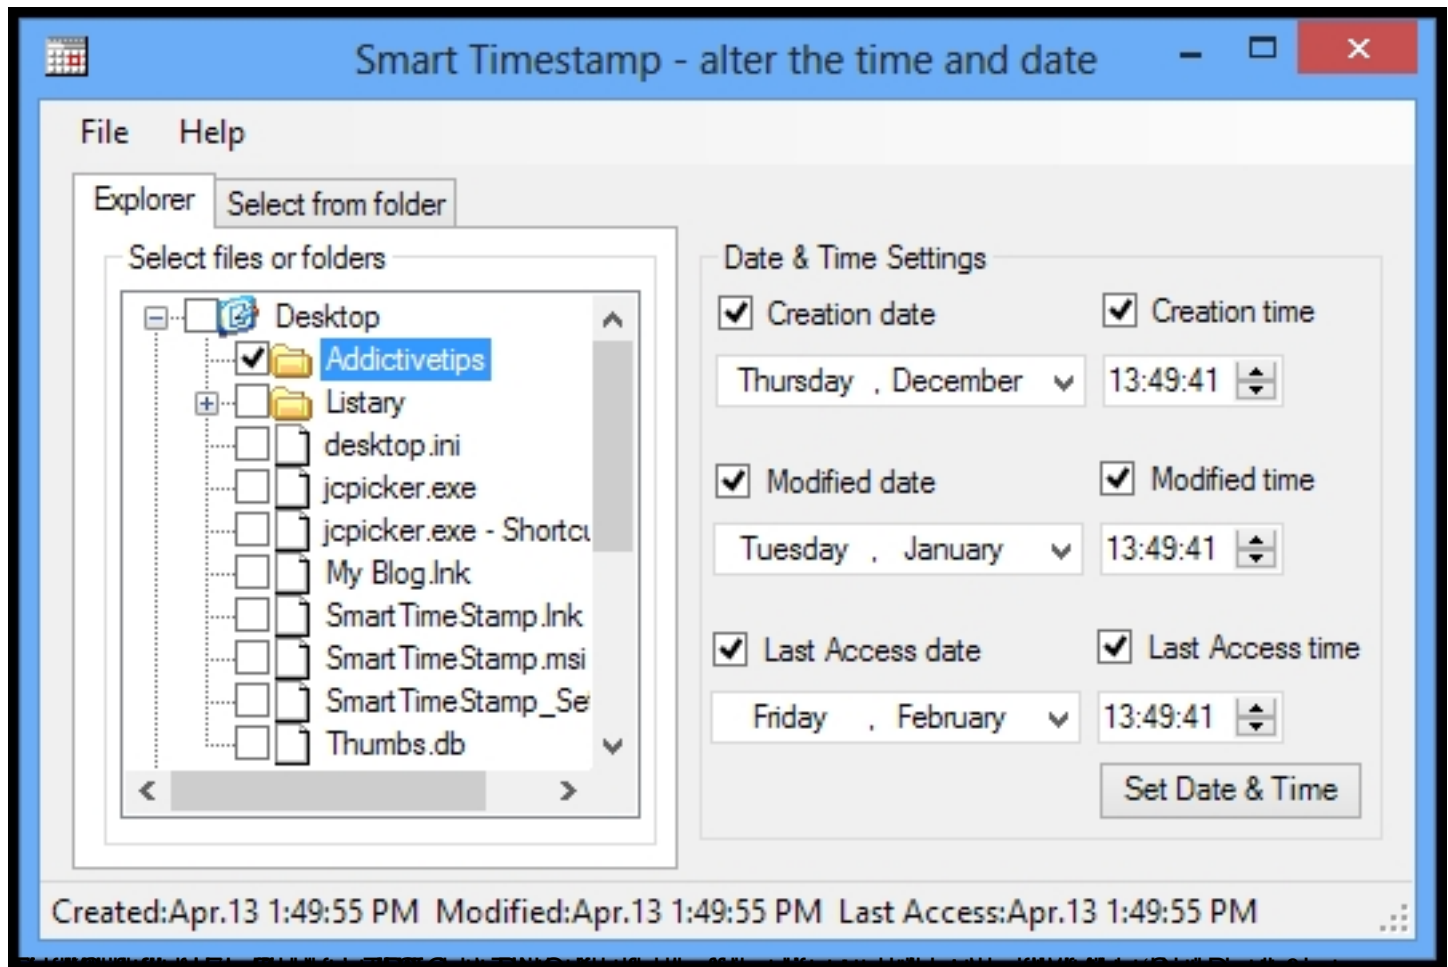 Smart Timestamp - alter the time and date
File Help
Explorer Select from folder
Select files or folders
Desktop
Addictivetips
Listary
desktop.ini
jcpicker.exe
jcpicker.exe - Shortcu
My Blog.lnk
SmartTimeStamp.lnk
SmartTimeStamp.msi
SmartTimeStamp_Se
Thumbs.db
Date & Time Settings
Creation date Creation time
Thursday , December 13:49:41
Modified date Modified time
Tuesday , January 13:49:41
Last Access date Last Access time
Friday , February 13:49:41
Set Date & Time
Created:Apr.13 1:49:55 PM Modified:Apr.13 1:49:55 PM Last Access:Apr.13 1:49:55 PM